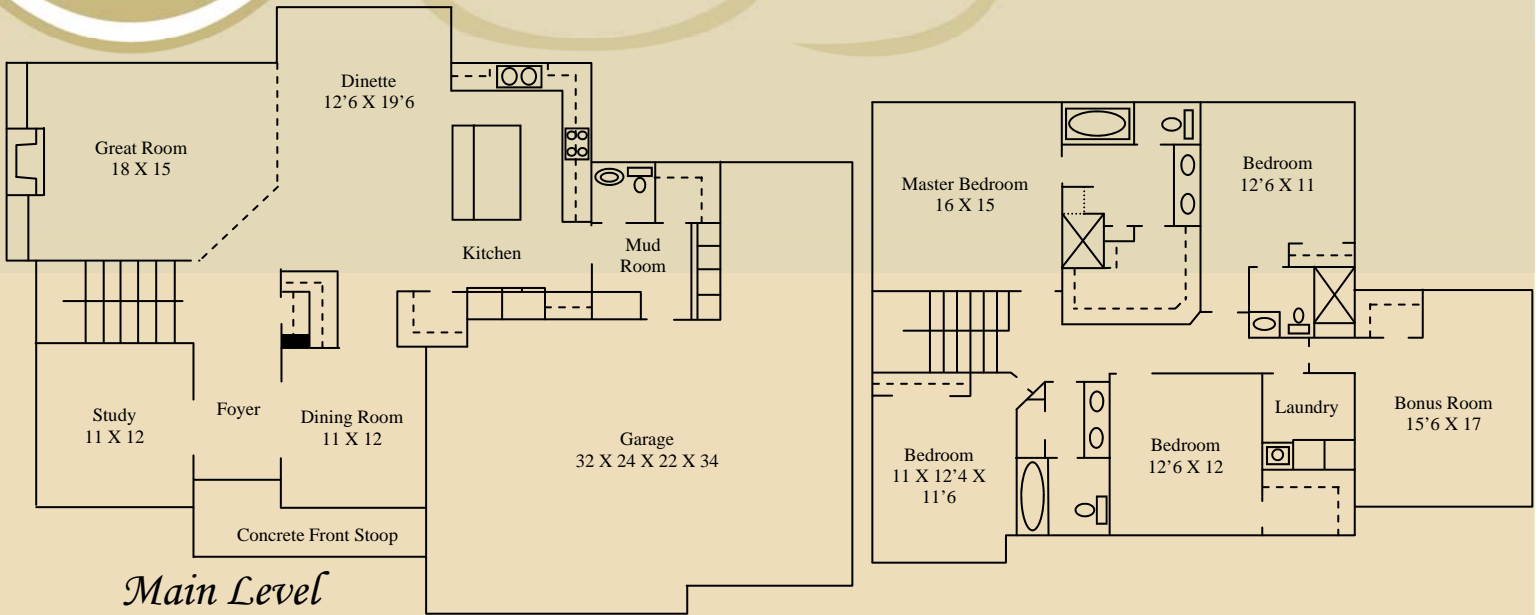 Dinette
12’6 X 19’6
Great Room
18 X 15
Kitchen
Mud
Room
Study
11 X 12
Foyer
Dining Room
11 X 12
Garage
32 X 24 X 22 X 34
Concrete Front Stoop
Main Level
Master Bedroom
16 X 15
Bedroom
12’6 X 11
Bedroom
11 X 12’4 X
11’6
Bedroom
12’6 X 12
Laundry
Bonus Room
15’6 X 17